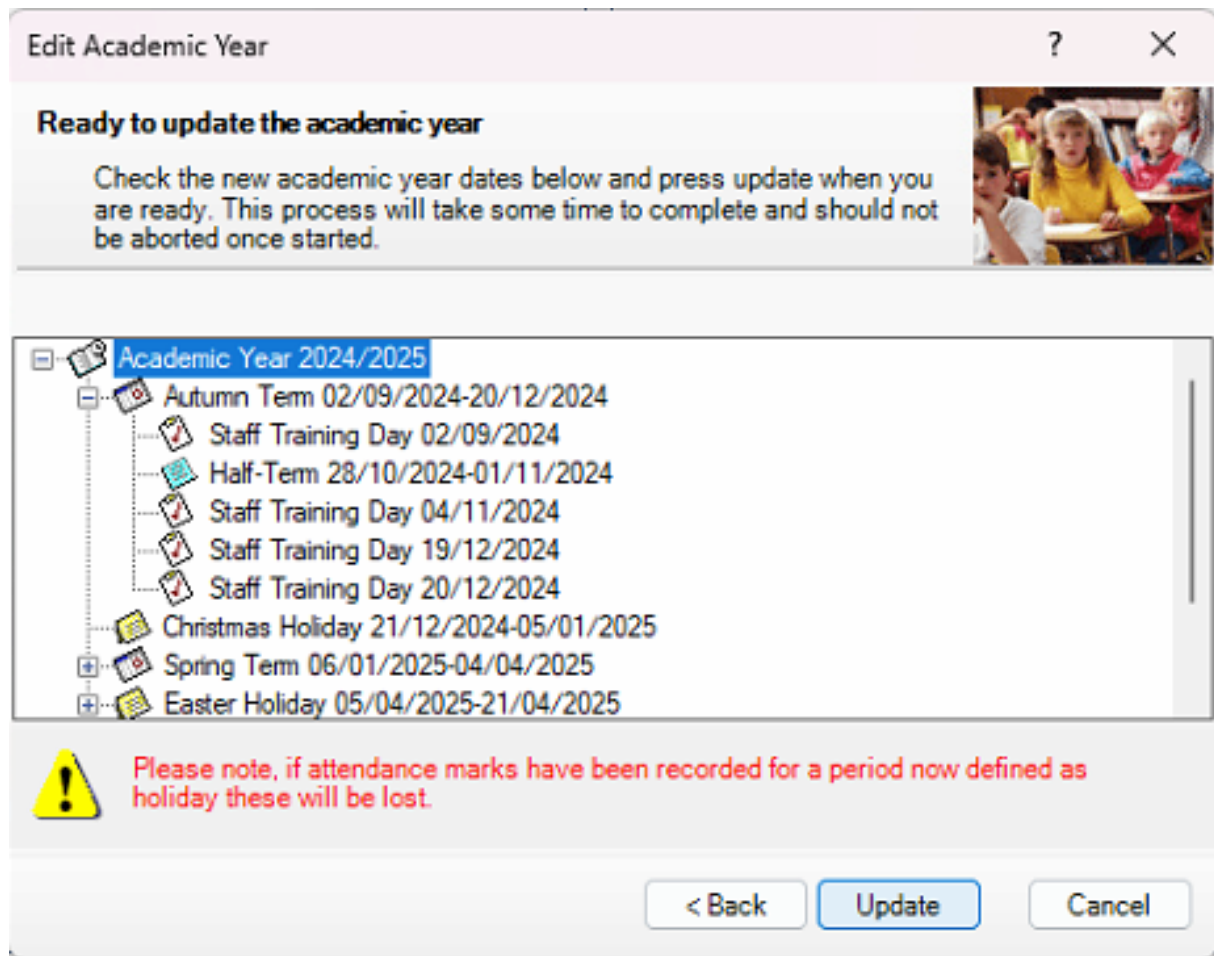 Edit Academic Year ? ×
Ready to update the academic year
Check the new academic year dates below and press update when you
are ready. This process will take some time to complete and should not
be aborted once started.
Academic Year 2024/2025
Autumn Term 02/09/2024-20/12/2024
Staff Training Day 02/09/2024
Half-Term 28/10/2024-01/11/2024
Staff Training Day 04/11/2024
Staff Training Day 19/12/2024
Staff Training Day 20/12/2024
Christmas Holiday 21/12/2024-05/01/2025
Spring Term 06/01/2025-04/04/2025
Easter Holiday 05/04/2025-21/04/2025
Please note, if attendance marks have been recorded for a period now defined as
holiday these will be lost.
< Back Update Cancel